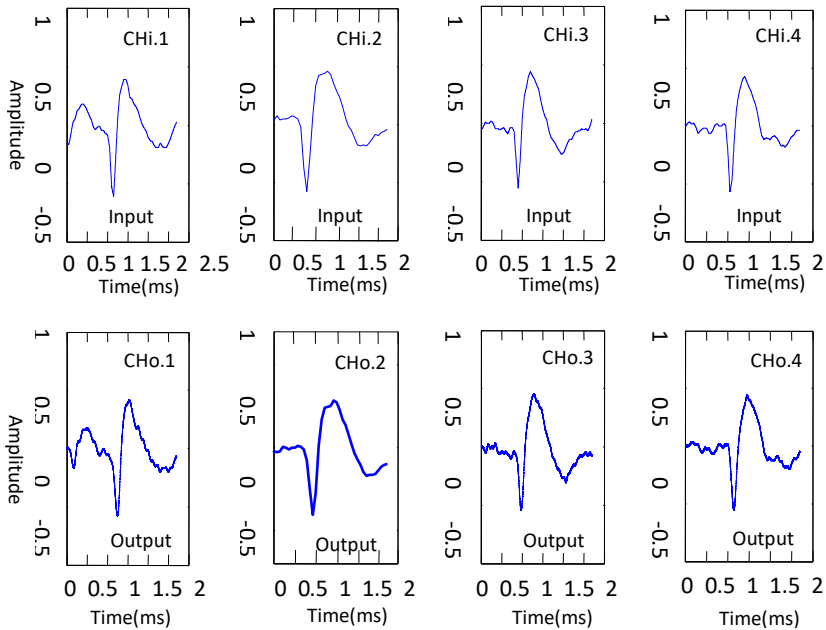 1 CHi.1 1 CHi.2 1 CHi.3 1 CHi.4
Amplitude
0.5 0.5 0.5 0.5
0 0 0 0
-0.5 -0.5 -0.5 -0.5
Input Input Input Input
0 0.5 1 1.5 2 2.5 0 0.5 1 1.5 2 0 0.5 1 1.5 2 0 0.5 1 1.5 2
Time(ms) Time(ms) Time(ms) Time(ms)
1 CHo.1 1 CHo.2 1 CHo.3 1 CHo.4
Amplitude
0.5 0.5 0.5 0.5
0 0 0 0
-0.5 -0.5 -0.5 -0.5
Output Output Output Output
0 0.5 1 1.5 2 0 0.5 1 1.5 2 0 0.5 1 1.5 2 0 0.5 1 1.5 2
Time(ms) Time(ms) Time(ms) Time(ms)